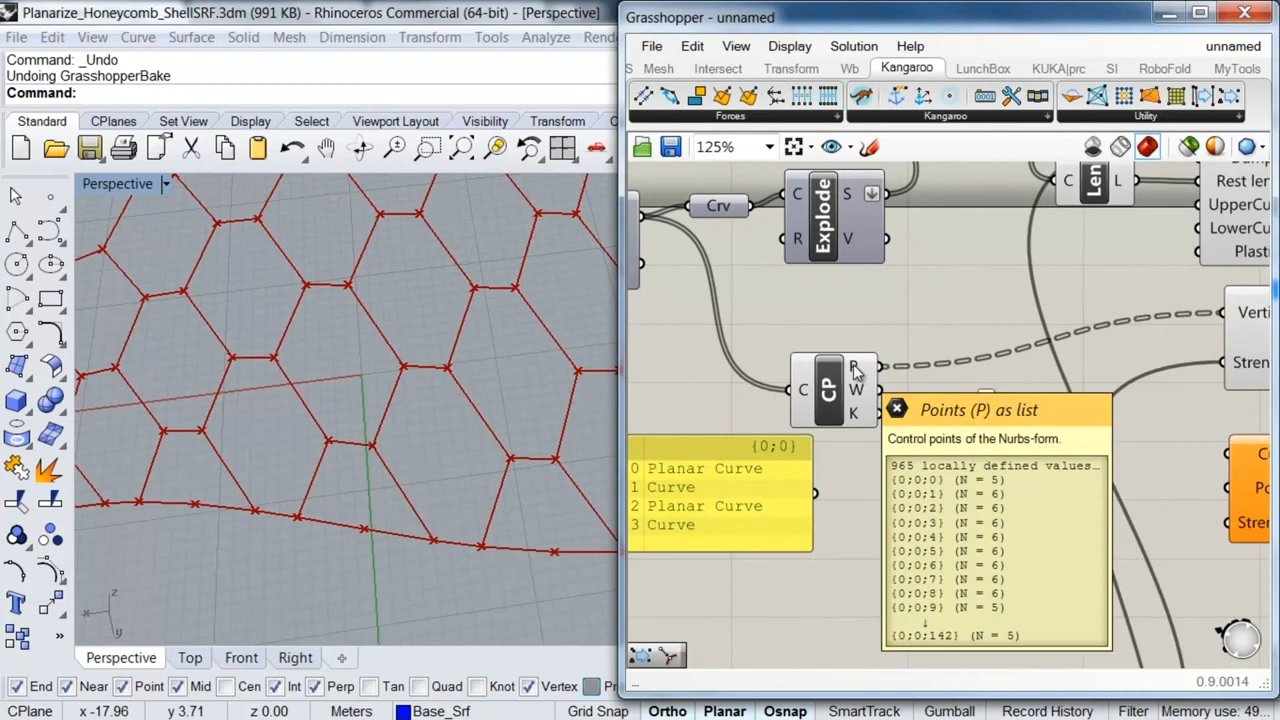 Planarize_Honeycomb_ShellSRF.3dm (991 KB) - Rhinoceros Commercial (64-bit) - [Perspective]
File Edit View Curve Surface Solid Mesh Dimension Transform Tools Analyze
Command: _Undo
Undoing GrasshopperBake
Command:
Standard CPlanes Set View Display Select Viewport Layout Visibility Transform
Perspective
z
x
y
Perspective Top Front Right
End Near Point Mid Cen Int Perp Tan Quad Knot Vertex
CPlane x -17.96 y 3.71 z 0.00 Meters Base_Srf Grid Snap Ortho Planar Osnap SmartTrack Gumball Record History Filter Memory use: 49...
Grasshopper - unnamed
File Edit View Display Solution Help unnamed
S Mesh Intersect Transform Wb Kangaroo LunchBox KUKA|prc SI RoboFold MyTools
Forces Kangaroo Utility
125%
Crv
C Explode S
R V
C Len L
Rest len
UpperCu
LowerCu
Plasti
Verti
Stren
C CP P
W
K
Points (P) as list
Control points of the Nurbs-form.
965 locally defined values…
{0;0;0} (N = 5)
{0;0;1} (N = 6)
{0;0;2} (N = 6)
{0;0;3} (N = 6)
{0;0;4} (N = 6)
{0;0;5} (N = 6)
{0;0;6} (N = 6)
{0;0;7} (N = 6)
{0;0;8} (N = 6)
{0;0;9} (N = 5)
↓
{0;0;142} (N = 5)
{0;0}
0 Planar Curve
1 Curve
2 Planar Curve
3 Curve
Po
Stren
0.9.0014